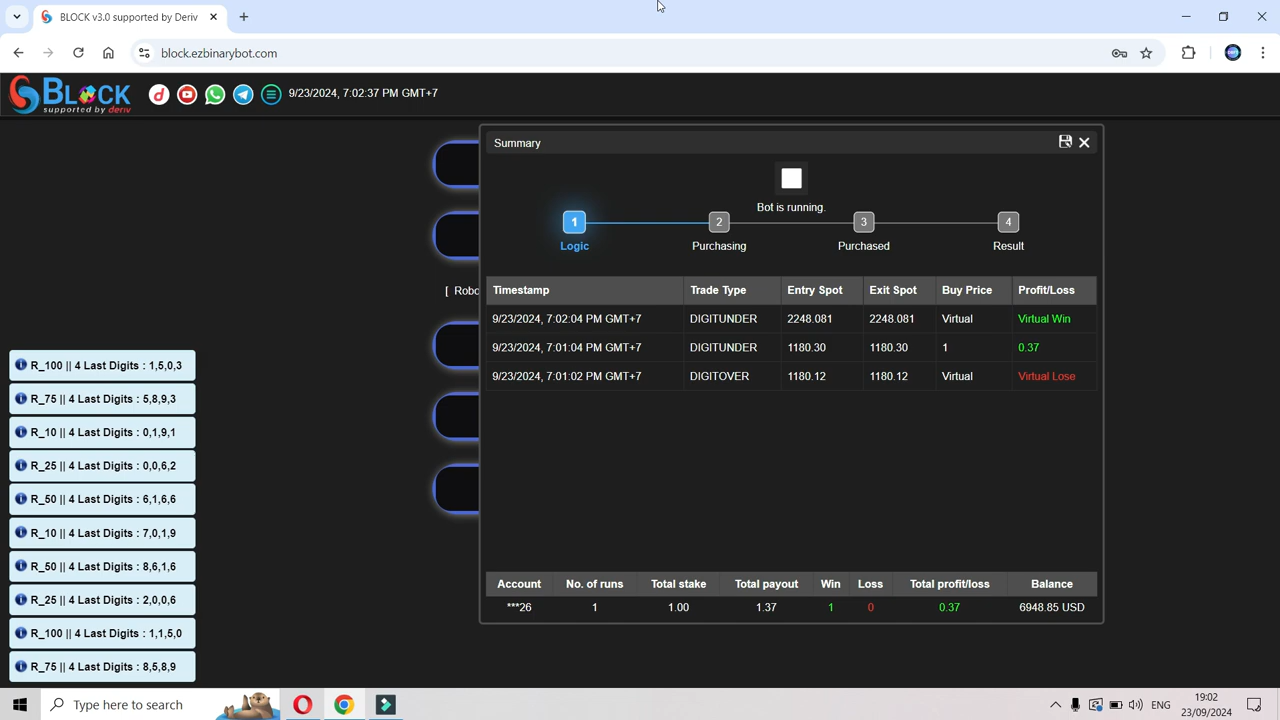 BLOCK v3.0 supported by Deriv
block.ezbinarybot.com
BLOCK
supported by deriv
9/23/2024, 7:02:37 PM GMT+7
Summary
Bot is running.
1 2 3 4
Logic Purchasing Purchased Result
[ Robo
Timestamp Trade Type Entry Spot Exit Spot Buy Price Profit/Loss
9/23/2024, 7:02:04 PM GMT+7 DIGITUNDER 2248.081 2248.081 Virtual Virtual Win
9/23/2024, 7:01:04 PM GMT+7 DIGITUNDER 1180.30 1180.30 1 0.37
9/23/2024, 7:01:02 PM GMT+7 DIGITOVER 1180.12 1180.12 Virtual Virtual Lose
R_100 || 4 Last Digits : 1,5,0,3
R_75 || 4 Last Digits : 5,8,9,3
R_10 || 4 Last Digits : 0,1,9,1
R_25 || 4 Last Digits : 0,0,6,2
R_50 || 4 Last Digits : 6,1,6,6
R_10 || 4 Last Digits : 7,0,1,9
R_50 || 4 Last Digits : 8,6,1,6
R_25 || 4 Last Digits : 2,0,0,6
R_100 || 4 Last Digits : 1,1,5,0
R_75 || 4 Last Digits : 8,5,8,9
Account No. of runs Total stake Total payout Win Loss Total profit/loss Balance
***26 1 1.00 1.37 1 0 0.37 6948.85 USD
Type here to search
ENG
19:02
23/09/2024